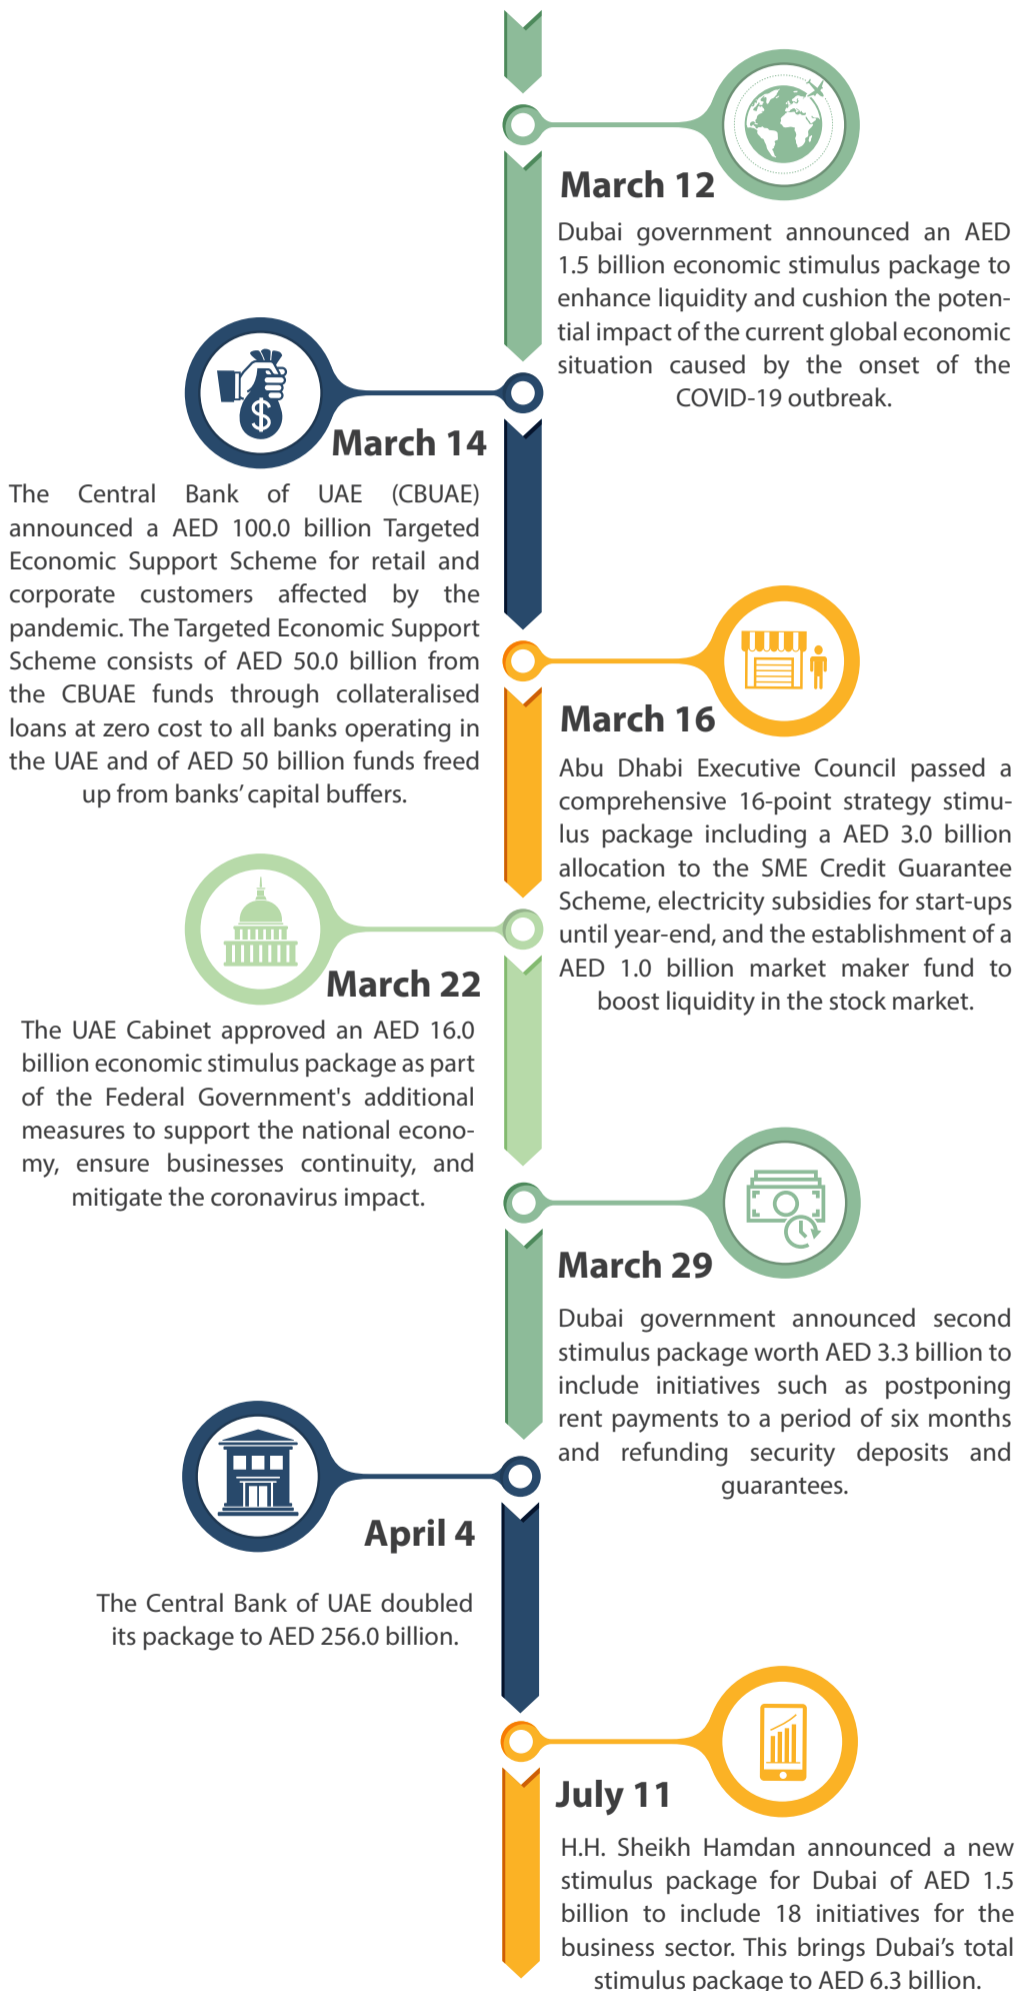 March 12
Dubai government announced an AED
1.5 billion economic stimulus package to
enhance liquidity and cushion the poten-
tial impact of the current global economic
situation caused by the onset of the
COVID-19 outbreak.
$
March 14
The Central Bank of UAE (CBUAE)
announced a AED 100.0 billion Targeted
Economic Support Scheme for retail and
corporate customers affected by the
pandemic. The Targeted Economic Support
Scheme consists of AED 50.0 billion from
the CBUAE funds through collateralised
loans at zero cost to all banks operating in
the UAE and of AED 50 billion funds freed
up from banks’ capital buffers.
March 16
Abu Dhabi Executive Council passed a
comprehensive 16-point strategy stimu-
lus package including a AED 3.0 billion
allocation to the SME Credit Guarantee
Scheme, electricity subsidies for start-ups
until year-end, and the establishment of a
AED 1.0 billion market maker fund to
boost liquidity in the stock market.
March 22
The UAE Cabinet approved an AED 16.0
billion economic stimulus package as part
of the Federal Government's additional
measures to support the national econo-
my, ensure businesses continuity, and
mitigate the coronavirus impact.
March 29
Dubai government announced second
stimulus package worth AED 3.3 billion to
include initiatives such as postponing
rent payments to a period of six months
and refunding security deposits and
guarantees.
April 4
The Central Bank of UAE doubled
its package to AED 256.0 billion.
July 11
H.H. Sheikh Hamdan announced a new
stimulus package for Dubai of AED 1.5
billion to include 18 initiatives for the
business sector. This brings Dubai’s total
stimulus package to AED 6.3 billion.